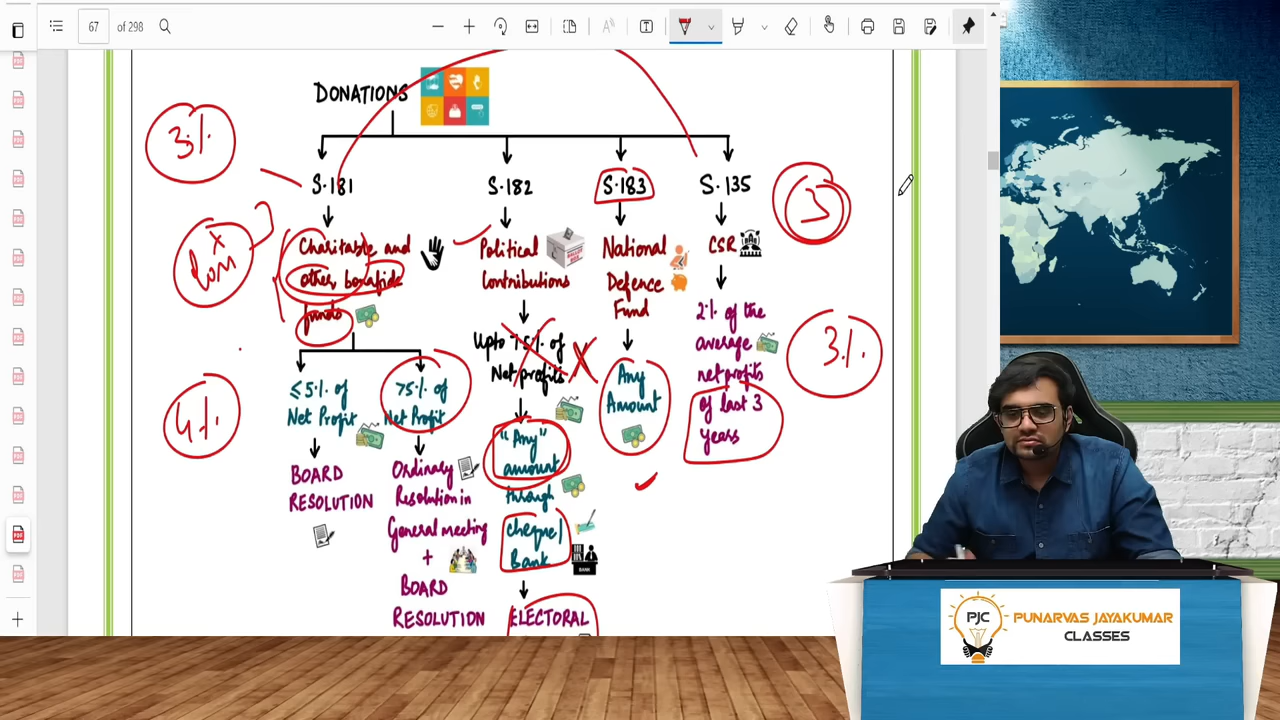 67 of 298
DONATIONS
3%
S.181
S.182
S.183
S.135
3
Charitable and
other bonafide
funds
Political
Contributions
National
Defence
Fund
CSR
Upto 7.5% of
Net profits
X
Any
Amount
2% of the
average
net profits
of last 3
years
3%
4%
≤5% of
Net Profit
>5% of
Net Profit
"Any"
amount
through
cheque/
Bank
BOARD
RESOLUTION
Ordinary
Resolution in
General meeting
+
BOARD
RESOLUTION
BANK
ELECTORAL
PJC
PUNARVAS JAYAKUMAR
CLASSES